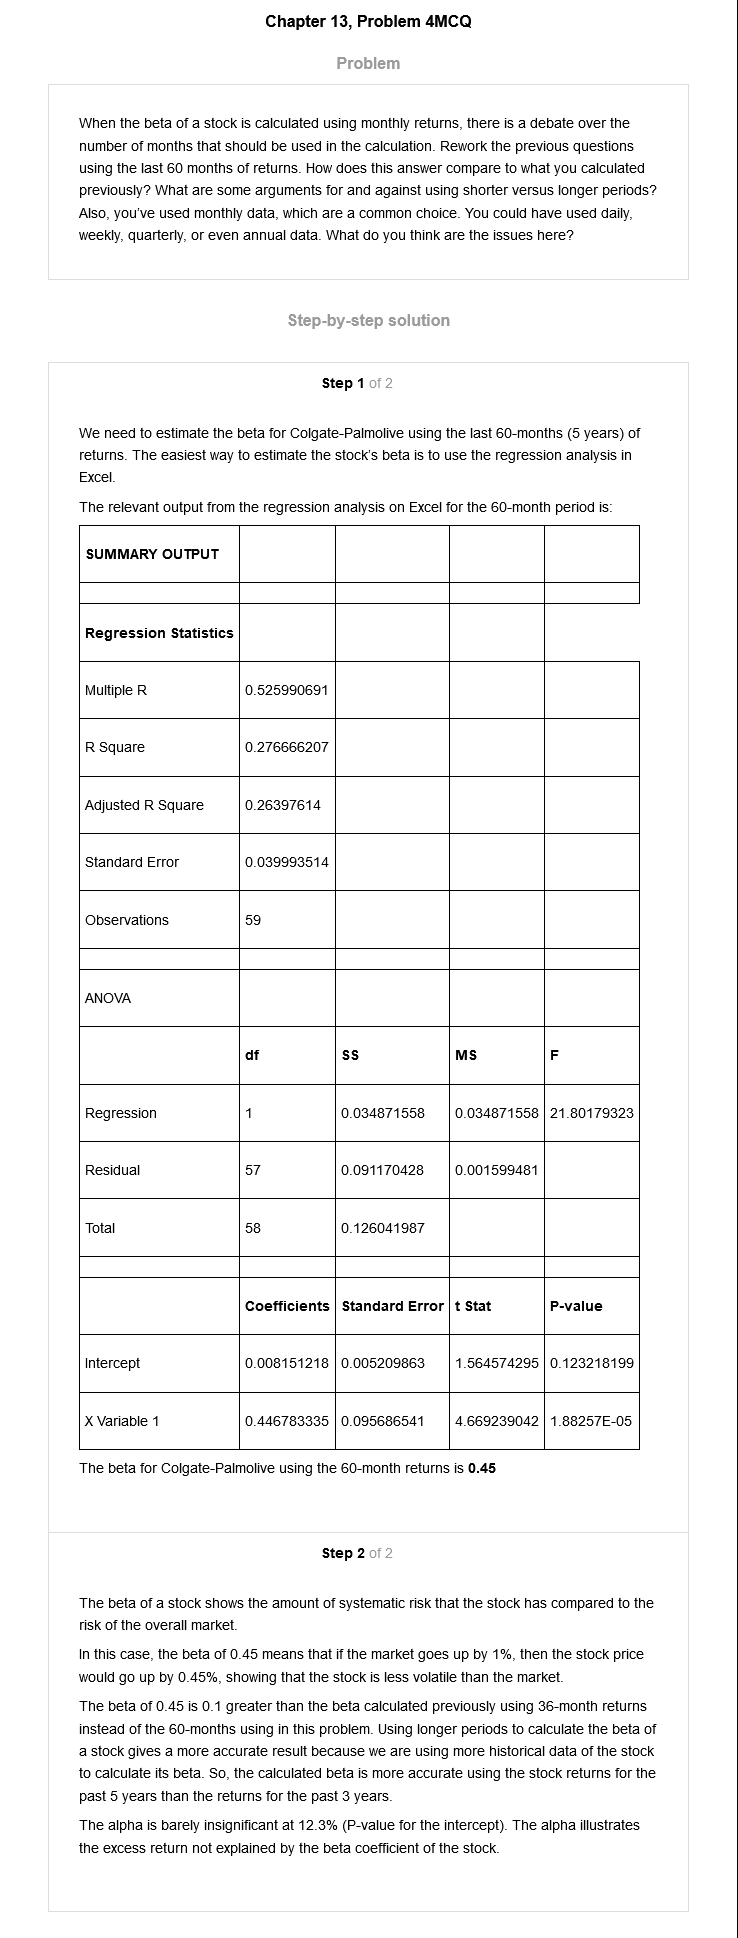 Chapter 13, Problem 4MCQ
Problem
When the beta of a stock is calculated using monthly returns, there is a debate over the
number of months that should be used in the calculation. Rework the previous questions
using the last 60 months of returns. How does this answer compare to what you calculated
previously? What are some arguments for and against using shorter versus longer periods?
Also, you've used monthly data, which are a common choice. You could have used daily,
weekly, quarterly, or even annual data. What do you think are the issues here?
Step-by-step solution
Step 1 of 2
We need to estimate the beta for Colgate-Palmolive using the last 60-months (5 years) of
returns. The easiest way to estimate the stock's beta is to use the regression analysis in
Excel.
The relevant output from the regression analysis on Excel for the 60-month period is:
SUMMARY OUTPUT
Regression Statistics
Multiple R 0.525990691
R Square 0.276666207
Adjusted R Square 0.26397614
Standard Error 0.039993514
Observations 59
ANOVA
df SS MS F
Regression 1 0.034871558 0.034871558 21.80179323
Residual 57 0.091170428 0.001599481
Total 58 0.126041987
Coefficients Standard Error t Stat P-value
Intercept 0.008151218 0.005209863 1.564574295 0.123218199
X Variable 1 0.446783335 0.095686541 4.669239042 1.88257E-05
The beta for Colgate-Palmolive using the 60-month returns is 0.45
Step 2 of 2
The beta of a stock shows the amount of systematic risk that the stock has compared to the
risk of the overall market.
In this case, the beta of 0.45 means that if the market goes up by 1%, then the stock price
would go up by 0.45%, showing that the stock is less volatile than the market.
The beta of 0.45 is 0.1 greater than the beta calculated previously using 36-month returns
instead of the 60-months using in this problem. Using longer periods to calculate the beta of
a stock gives a more accurate result because we are using more historical data of the stock
to calculate its beta. So, the calculated beta is more accurate using the stock returns for the
past 5 years than the returns for the past 3 years.
The alpha is barely insignificant at 12.3% (P-value for the intercept). The alpha illustrates
the excess return not explained by the beta coefficient of the stock.